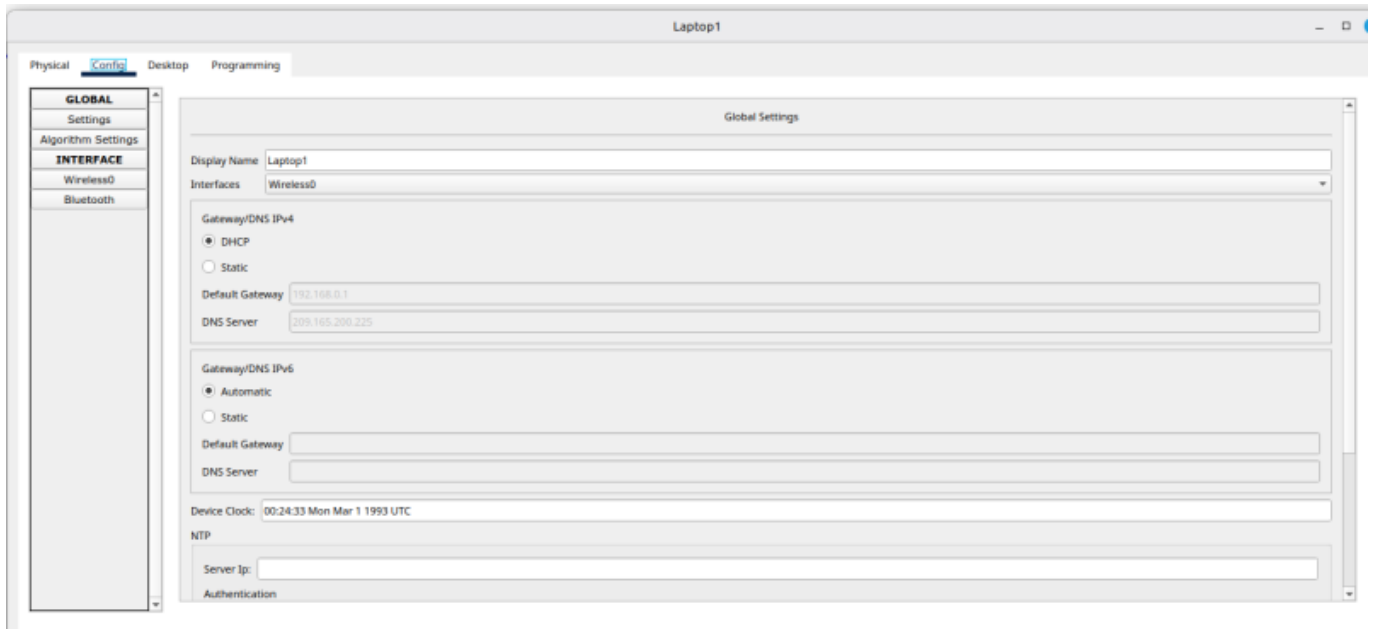 Laptop1
Physical Config Desktop Programming
GLOBAL
Settings
Algorithm Settings
INTERFACE
Wireless0
Bluetooth
Global Settings
Display Name Laptop1
Interfaces Wireless0
Gateway/DNS IPv4
DHCP
Static
Default Gateway 192.168.0.1
DNS Server 209.165.200.225
Gateway/DNS IPv6
Automatic
Static
Default Gateway
DNS Server
Device Clock: 00:24:33 Mon Mar 1 1993 UTC
NTP
Server Ip:
Authentication